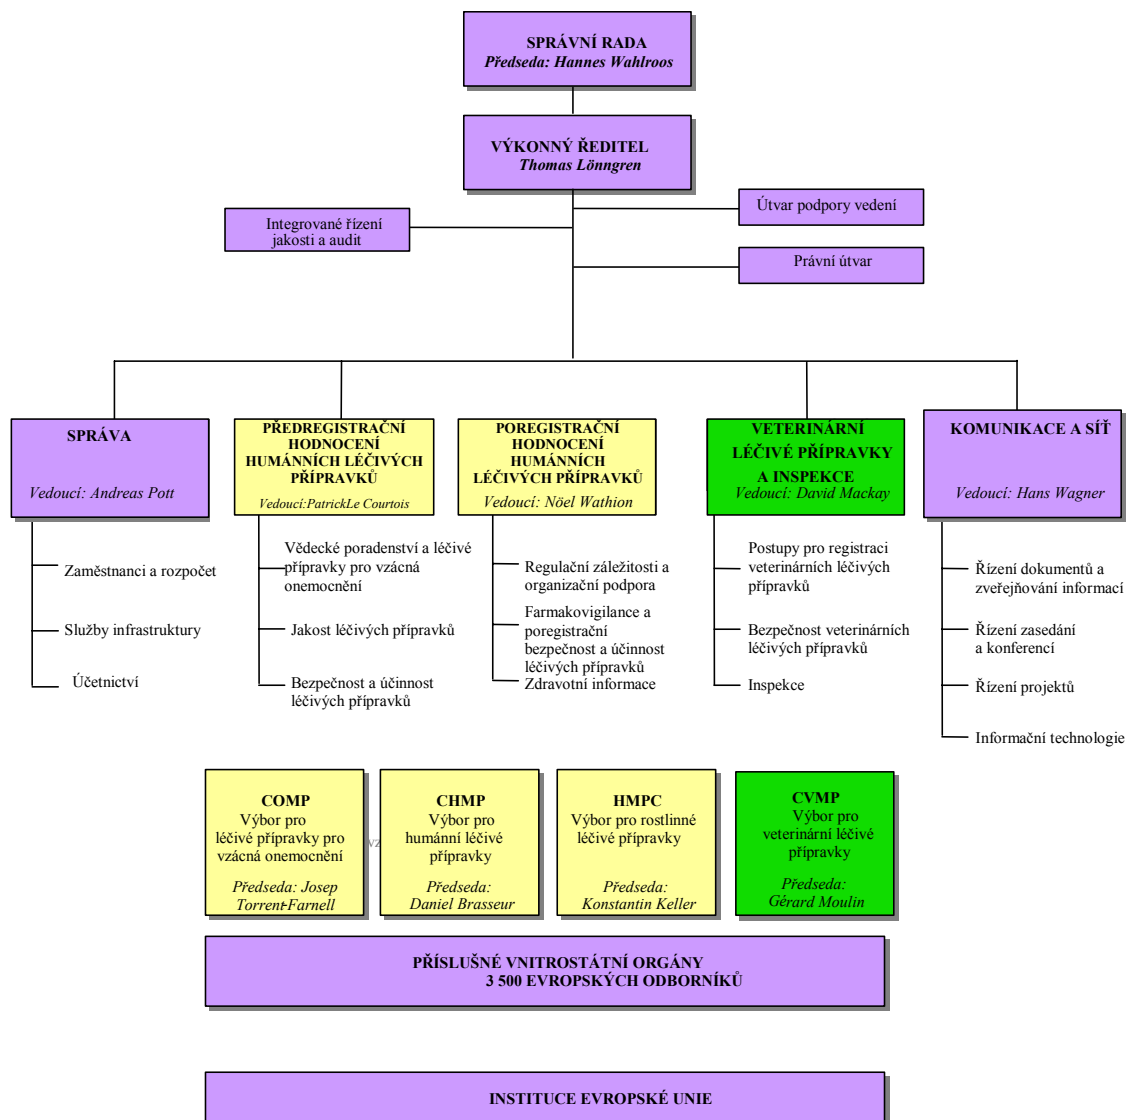 SPRÁVNÍ RADA
Předseda: Hannes Wahlroos
VÝKONNÝ ŘEDITEL
Thomas Lönngren
Integrované řízení
jakosti a audit
Útvar podpory vedení
Právní útvar
SPRÁVA
Vedoucí: Andreas Pott
Zaměstnanci a rozpočet
Služby infrastruktury
Účetnictví
PŘEDREGISTRAČNÍ
HODNOCENÍ
HUMÁNNÍCH LÉČIVÝCH
PŘÍPRAVKŮ
Vedoucí:PatrickLe Courtois
Vědecké poradenství a léčivé
přípravky pro vzácná
onemocnění
Jakost léčivých přípravků
Bezpečnost a účinnost
léčivých přípravků
POREGISTRAČNÍ
HODNOCENÍ
HUMÁNNÍCH
LÉČIVÝCH PŘÍPRAVKŮ
Vedoucí: Nöel Wathion
Regulační záležitosti a
organizační podpora
Farmakovigilance a
poregistrační
bezpečnost a účinnost
léčivých přípravků
Zdravotní informace
VETERINÁRNÍ
LÉČIVÉ PŘÍPRAVKY
A INSPEKCE
Vedoucí: David Mackay
Postupy pro registraci
veterinárních léčivých
přípravků
Bezpečnost veterinárních
léčivých přípravků
Inspekce
KOMUNIKACE A SÍŤ
Vedoucí: Hans Wagner
Řízení dokumentů a
zveřejňování informací
Řízení zasedání
a konferencí
Řízení projektů
Informační technologie
COMP
Výbor pro
léčivé přípravky pro
vzácná onemocnění
Předseda: Josep
Torrent-Farnell
CHMP
Výbor pro
humánní léčivé
přípravky
Předseda:
Daniel Brasseur
HMPC
Výbor pro rostlinné
léčivé přípravky
Předseda:
Konstantin Keller
CVMP
Výbor pro
veterinární léčivé
přípravky
Předseda:
Gérard Moulin
PŘÍSLUŠNÉ VNITROSTÁTNÍ ORGÁNY
3 500 EVROPSKÝCH ODBORNÍKŮ
INSTITUCE EVROPSKÉ UNIE